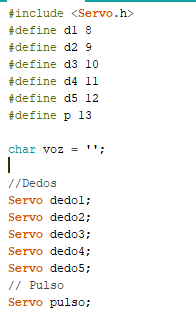 #include <Servo.h>
#define d1 8
#define d2 9
#define d3 10
#define d4 11
#define d5 12
#define p 13
char voz = '';
//Dedos
Servo dedo1;
Servo dedo2;
Servo dedo3;
Servo dedo4;
Servo dedo5;
// Pulso
Servo pulso;